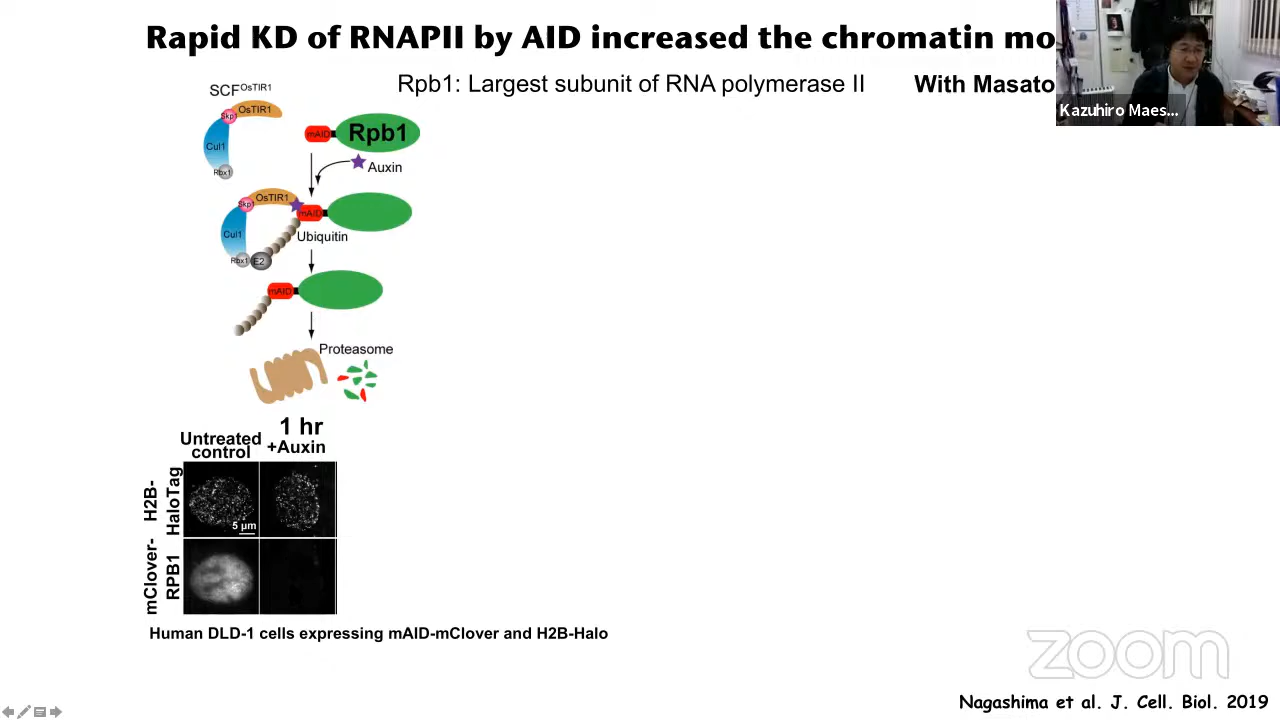 Rapid KD of RNAPII by AID increased the chromatin mo
Rpb1: Largest subunit of RNA polymerase II
With Masato
Kazuhiro Maes...
SCFOsTIR1
OsTIR1
Skp1
Cul1
Rbx1
mAID
Rpb1
Auxin
OsTIR1
Skp1
mAID
Cul1
Ubiquitin
Rbx1
E2
mAID
Proteasome
1 hr
Untreated control
+Auxin
H2B-HaloTag
5 µm
mClover-RPB1
Human DLD-1 cells expressing mAID-mClover and H2B-Halo
zoom
Nagashima et al. J. Cell. Biol. 2019